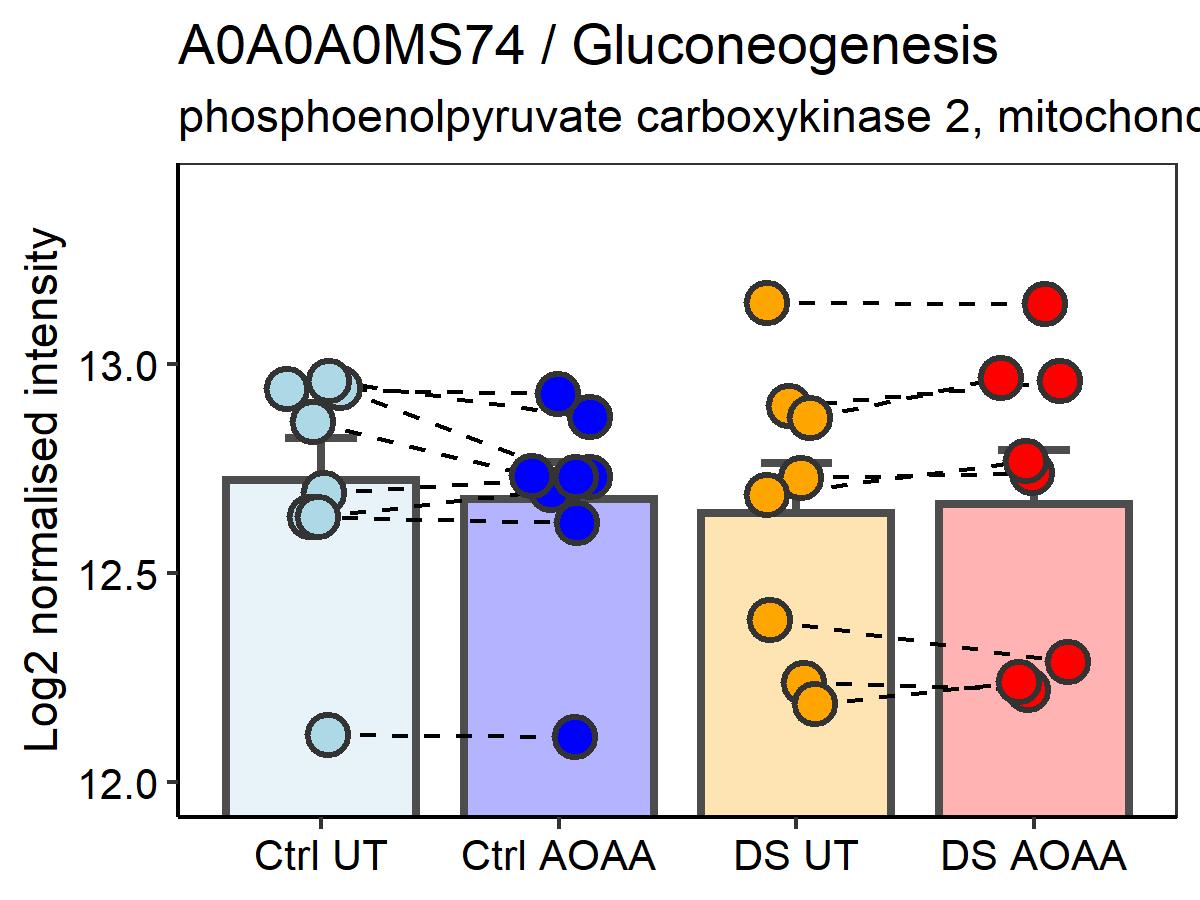 A0A0A0MS74 / Gluconeogenesis
phosphoenolpyruvate carboxykinase 2, mitochond
Log2 normalised intensity
13.0
12.5
12.0
Ctrl UT
Ctrl AOAA
DS UT
DS AOAA